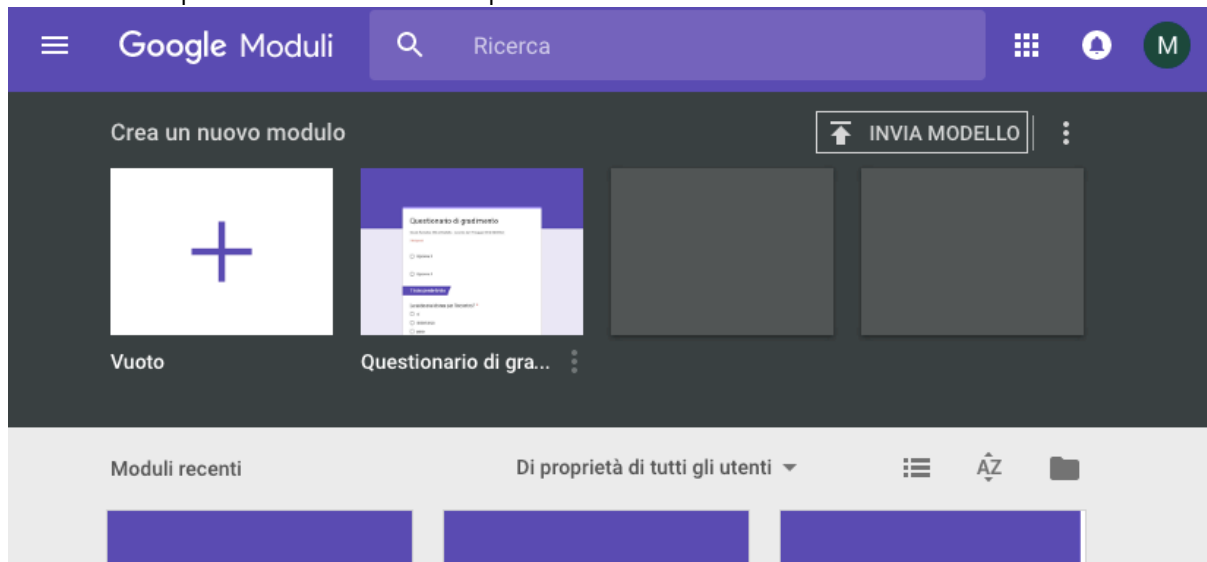 Google Moduli
Ricerca
M
Crea un nuovo modulo
INVIA MODELLO
Questionario di gradimento
Vuoto
Questionario di gra...
Moduli recenti
Di proprietà di tutti gli utenti
AZ